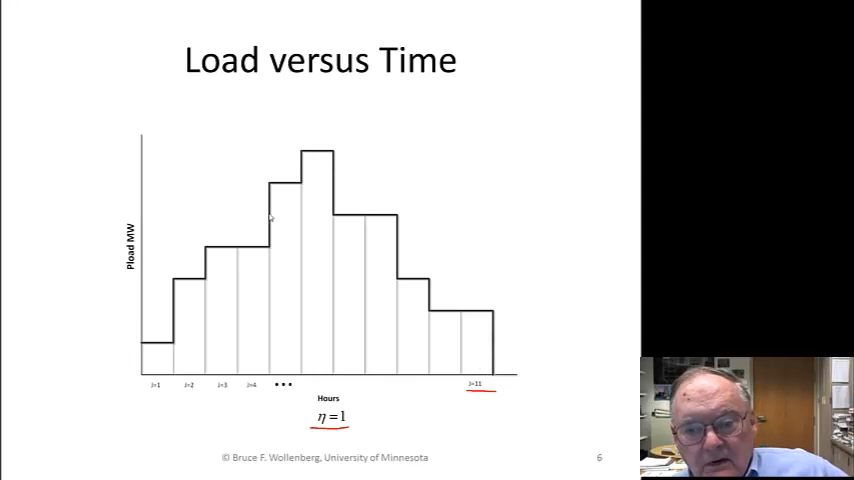 Load versus Time
Pload MW
J=1 J=2 J=3 J=4 ••• J=11
Hours
η = 1
© Bruce F. Wollenberg, University of Minnesota 6